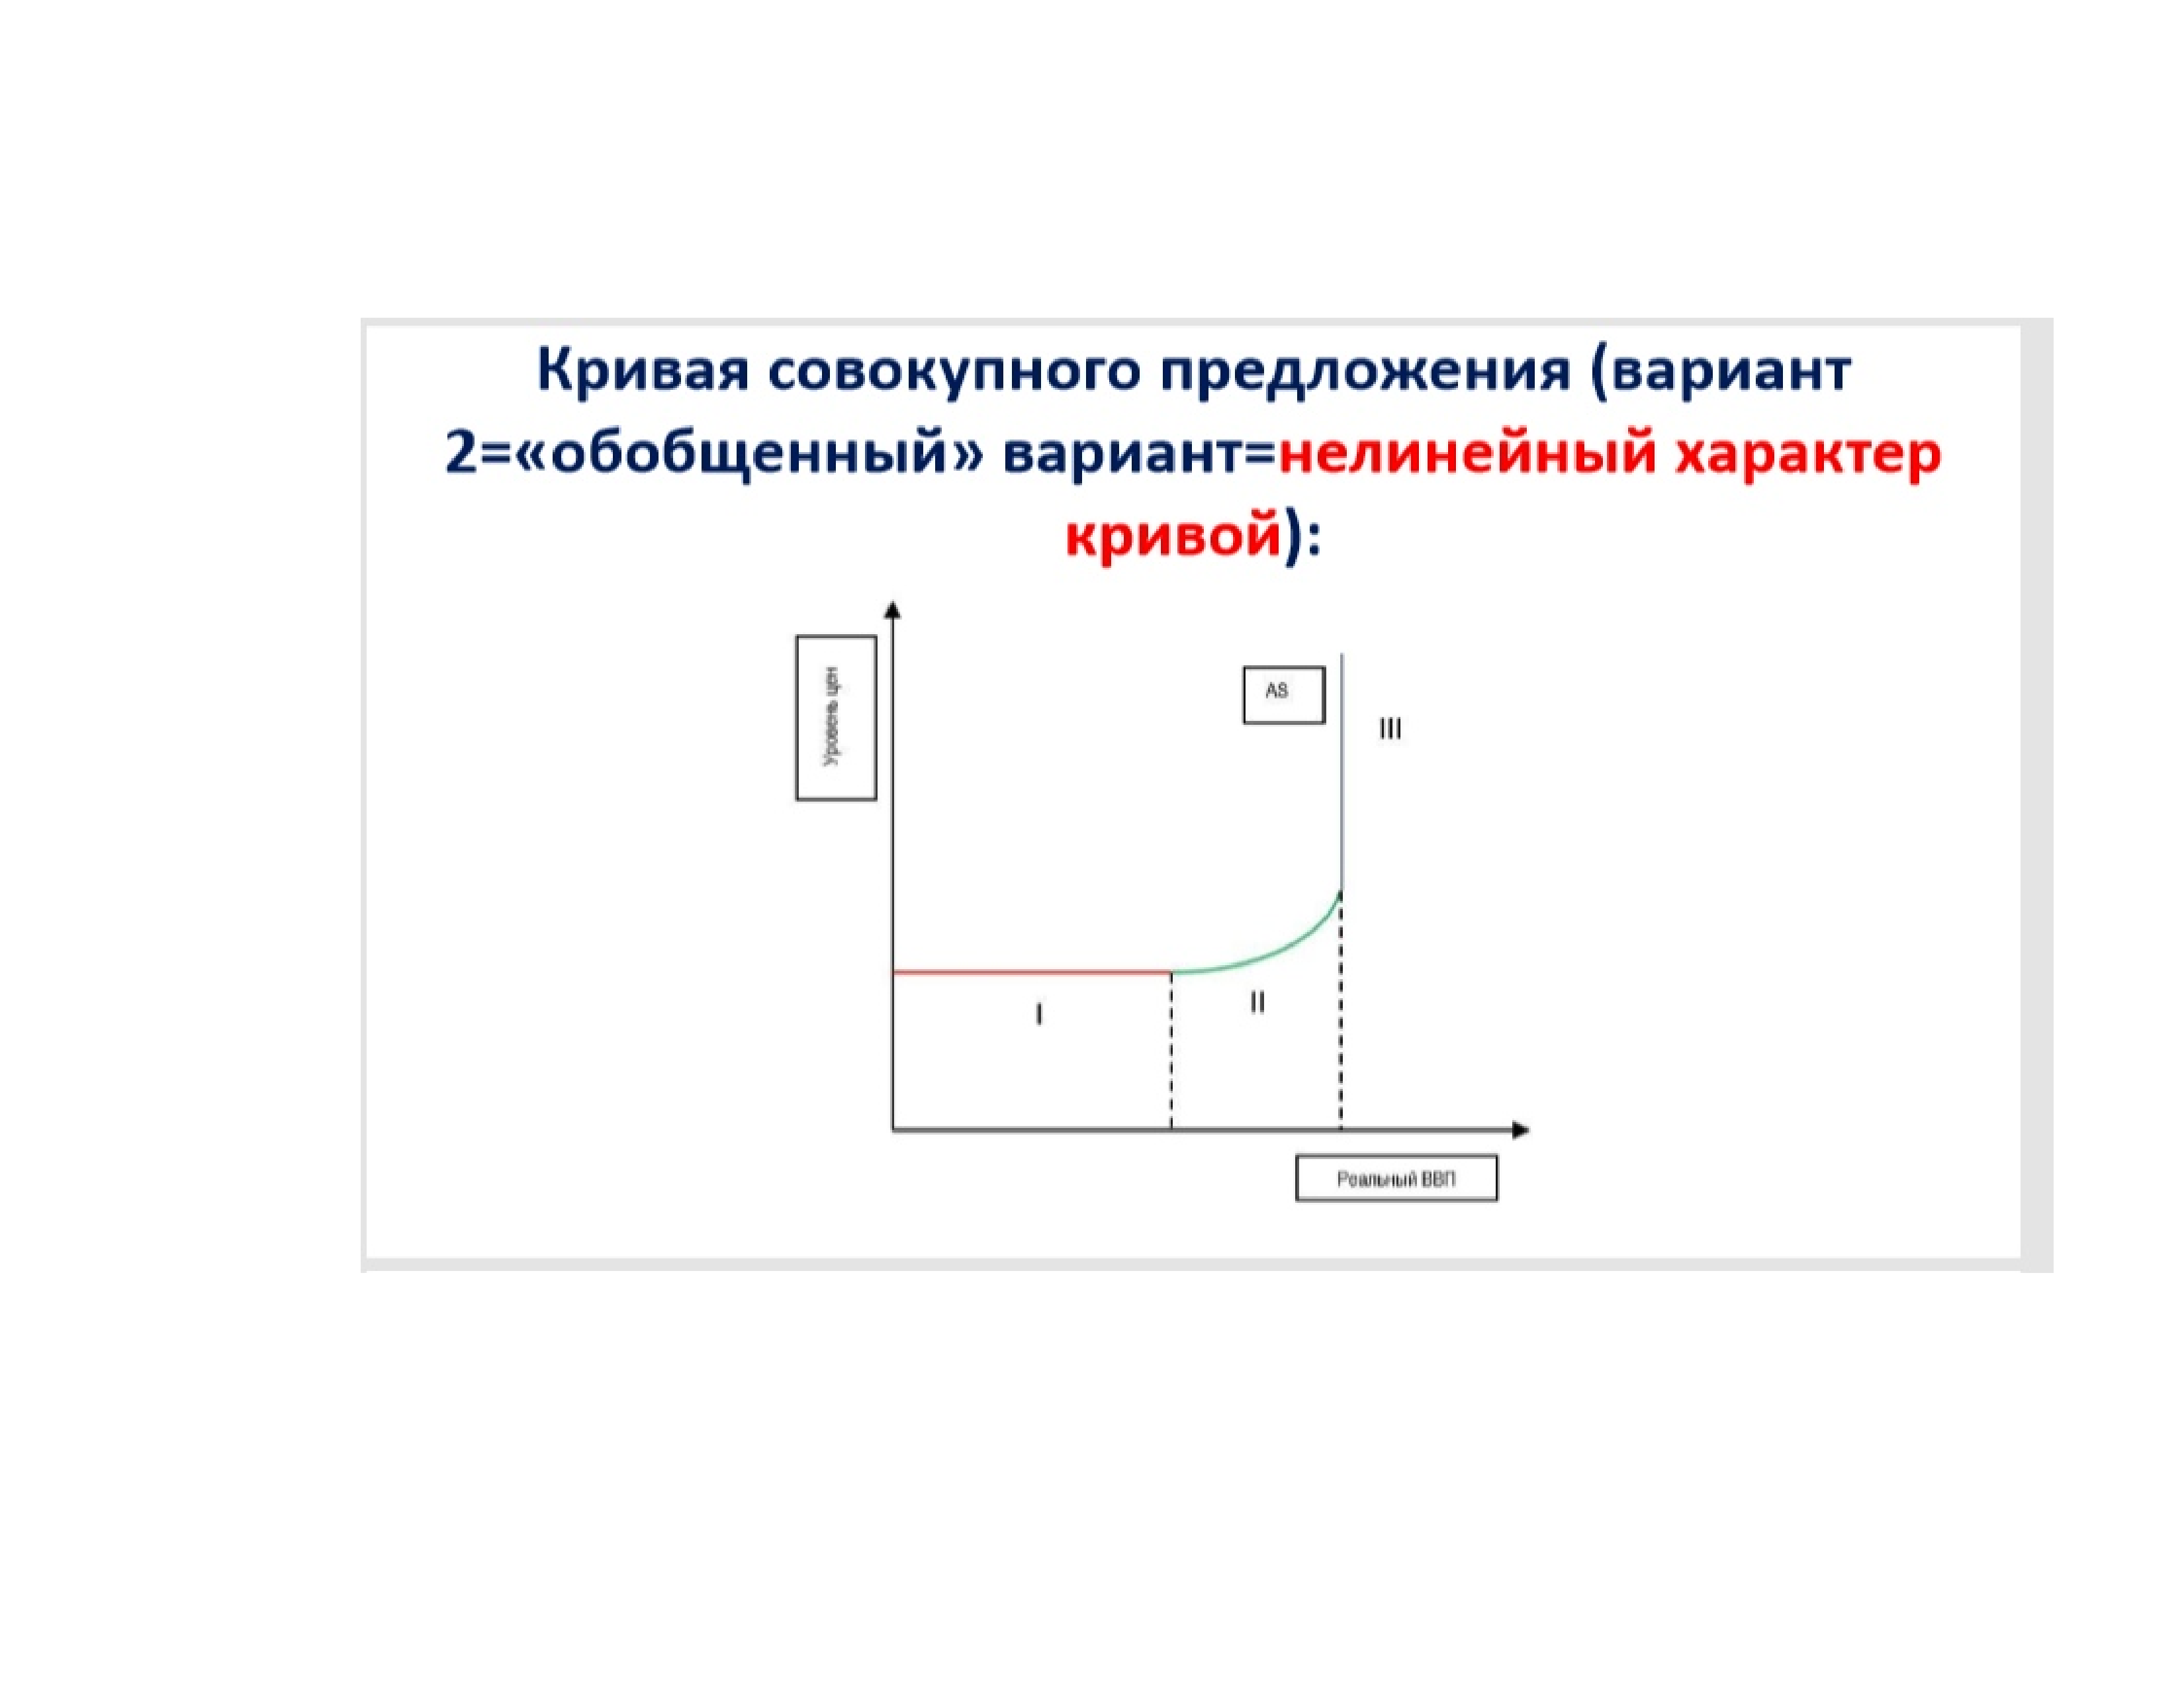 Кривая совокупного предложения (вариант
2=«обобщенный» вариант=нелинейный характер
кривой):
Уровень цен
AS
III
I
II
Реальный ВВП